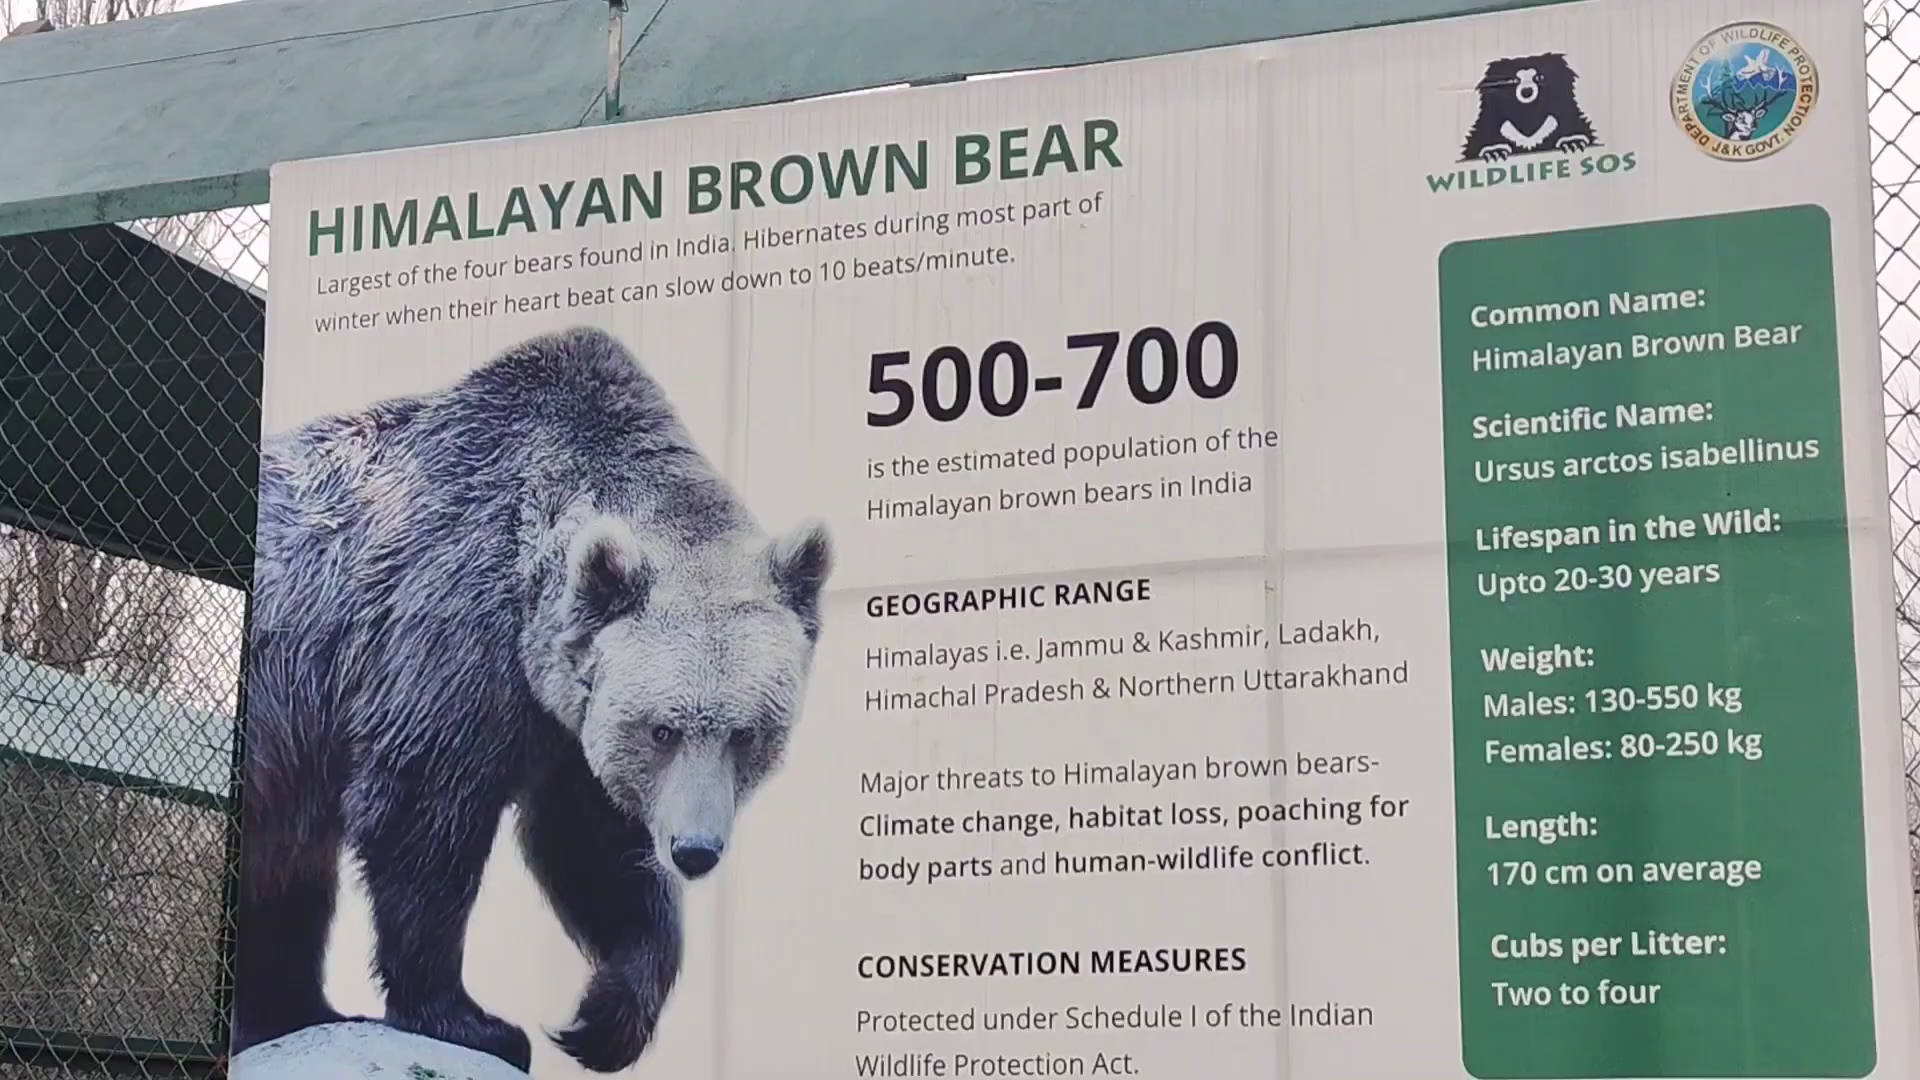 HIMALAYAN BROWN BEAR
Largest of the four bears found in India. Hibernates during most part of
winter when their heart beat can slow down to 10 beats/minute.
500-700
is the estimated population of the
Himalayan brown bears in India
GEOGRAPHIC RANGE
Himalayas i.e. Jammu & Kashmir, Ladakh,
Himachal Pradesh & Northern Uttarakhand
Major threats to Himalayan brown bears-
Climate change, habitat loss, poaching for
body parts and human-wildlife conflict.
CONSERVATION MEASURES
Protected under Schedule I of the Indian
Wildlife Protection Act.
WILDLIFE SOS
DEPARTMENT OF WILDLIFE PROTECTION
J&K GOVT.
Common Name:
Himalayan Brown Bear
Scientific Name:
Ursus arctos isabellinus
Lifespan in the Wild:
Upto 20-30 years
Weight:
Males: 130-550 kg
Females: 80-250 kg
Length:
170 cm on average
Cubs per Litter:
Two to four